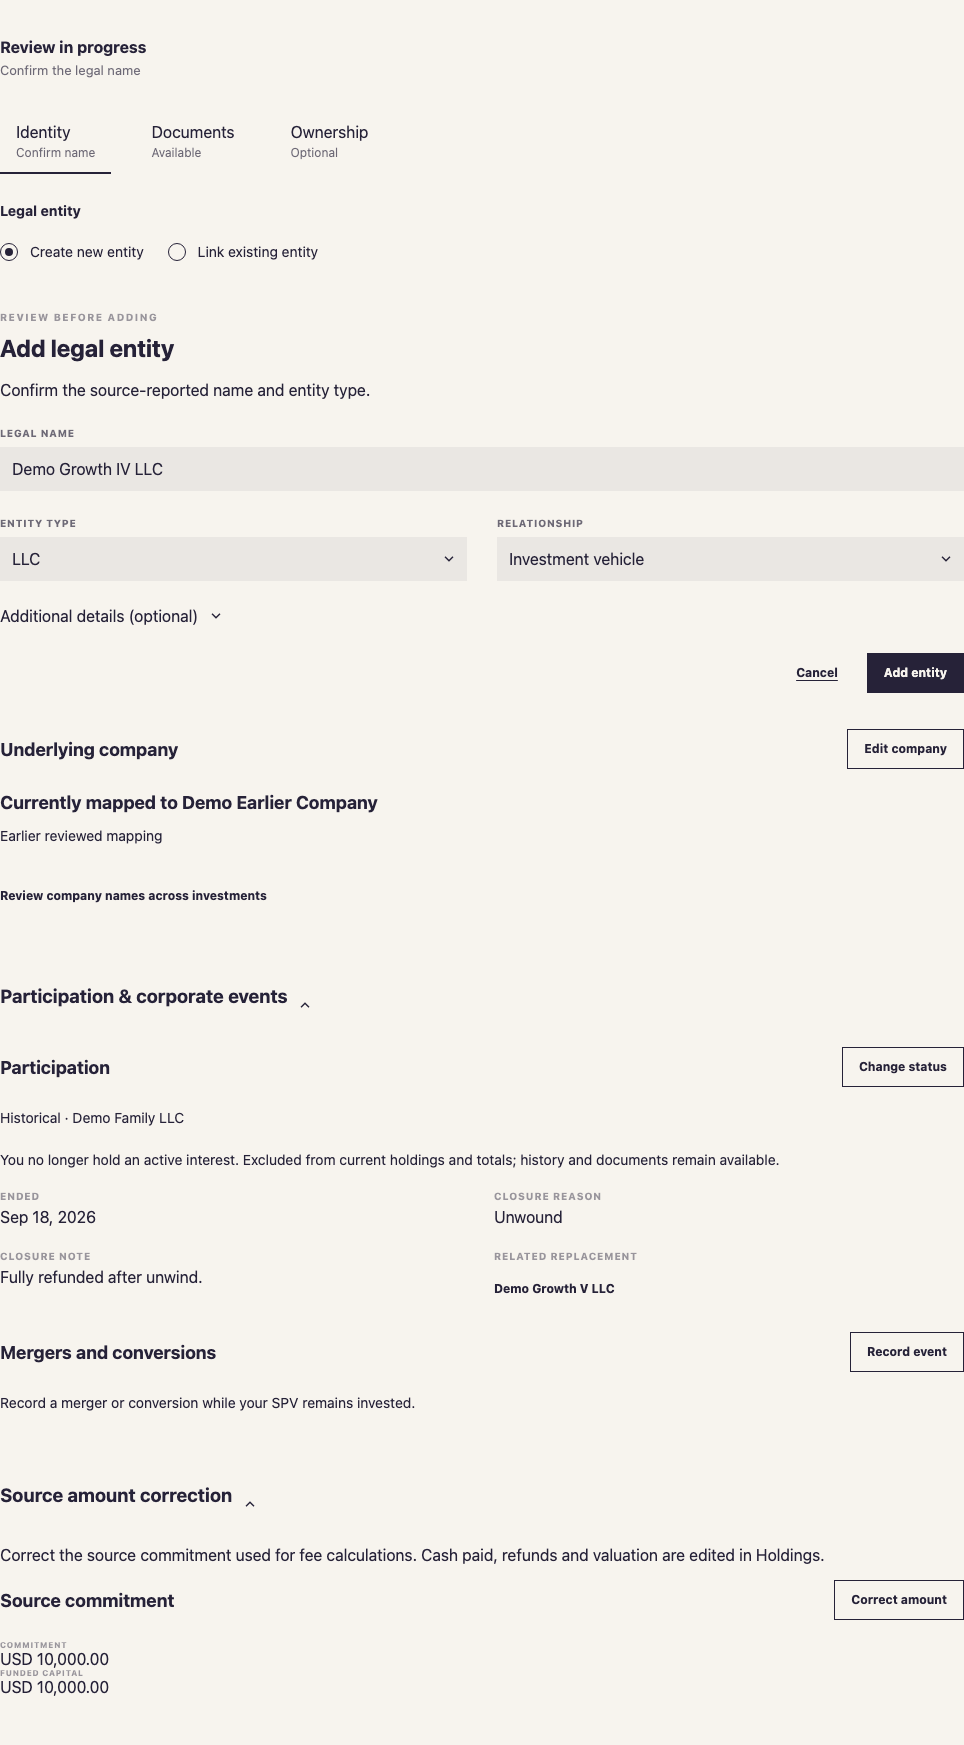 Review in progress
Confirm the legal name
Identity
Confirm name
Documents
Available
Ownership
Optional
Legal entity
Create new entity
Link existing entity
REVIEW BEFORE ADDING
Add legal entity
Confirm the source-reported name and entity type.
LEGAL NAME
Demo Growth IV LLC
ENTITY TYPE
LLC
RELATIONSHIP
Investment vehicle
Additional details (optional)
Cancel
Add entity
Underlying company
Edit company
Currently mapped to Demo Earlier Company
Earlier reviewed mapping
Review company names across investments
Participation & corporate events
Participation
Change status
Historical · Demo Family LLC
You no longer hold an active interest. Excluded from current holdings and totals; history and documents remain available.
ENDED
Sep 18, 2026
CLOSURE REASON
Unwound
CLOSURE NOTE
Fully refunded after unwind.
RELATED REPLACEMENT
Demo Growth V LLC
Mergers and conversions
Record event
Record a merger or conversion while your SPV remains invested.
Source amount correction
Correct the source commitment used for fee calculations. Cash paid, refunds and valuation are edited in Holdings.
Source commitment
Correct amount
COMMITMENT
USD 10,000.00
FUNDED CAPITAL
USD 10,000.00